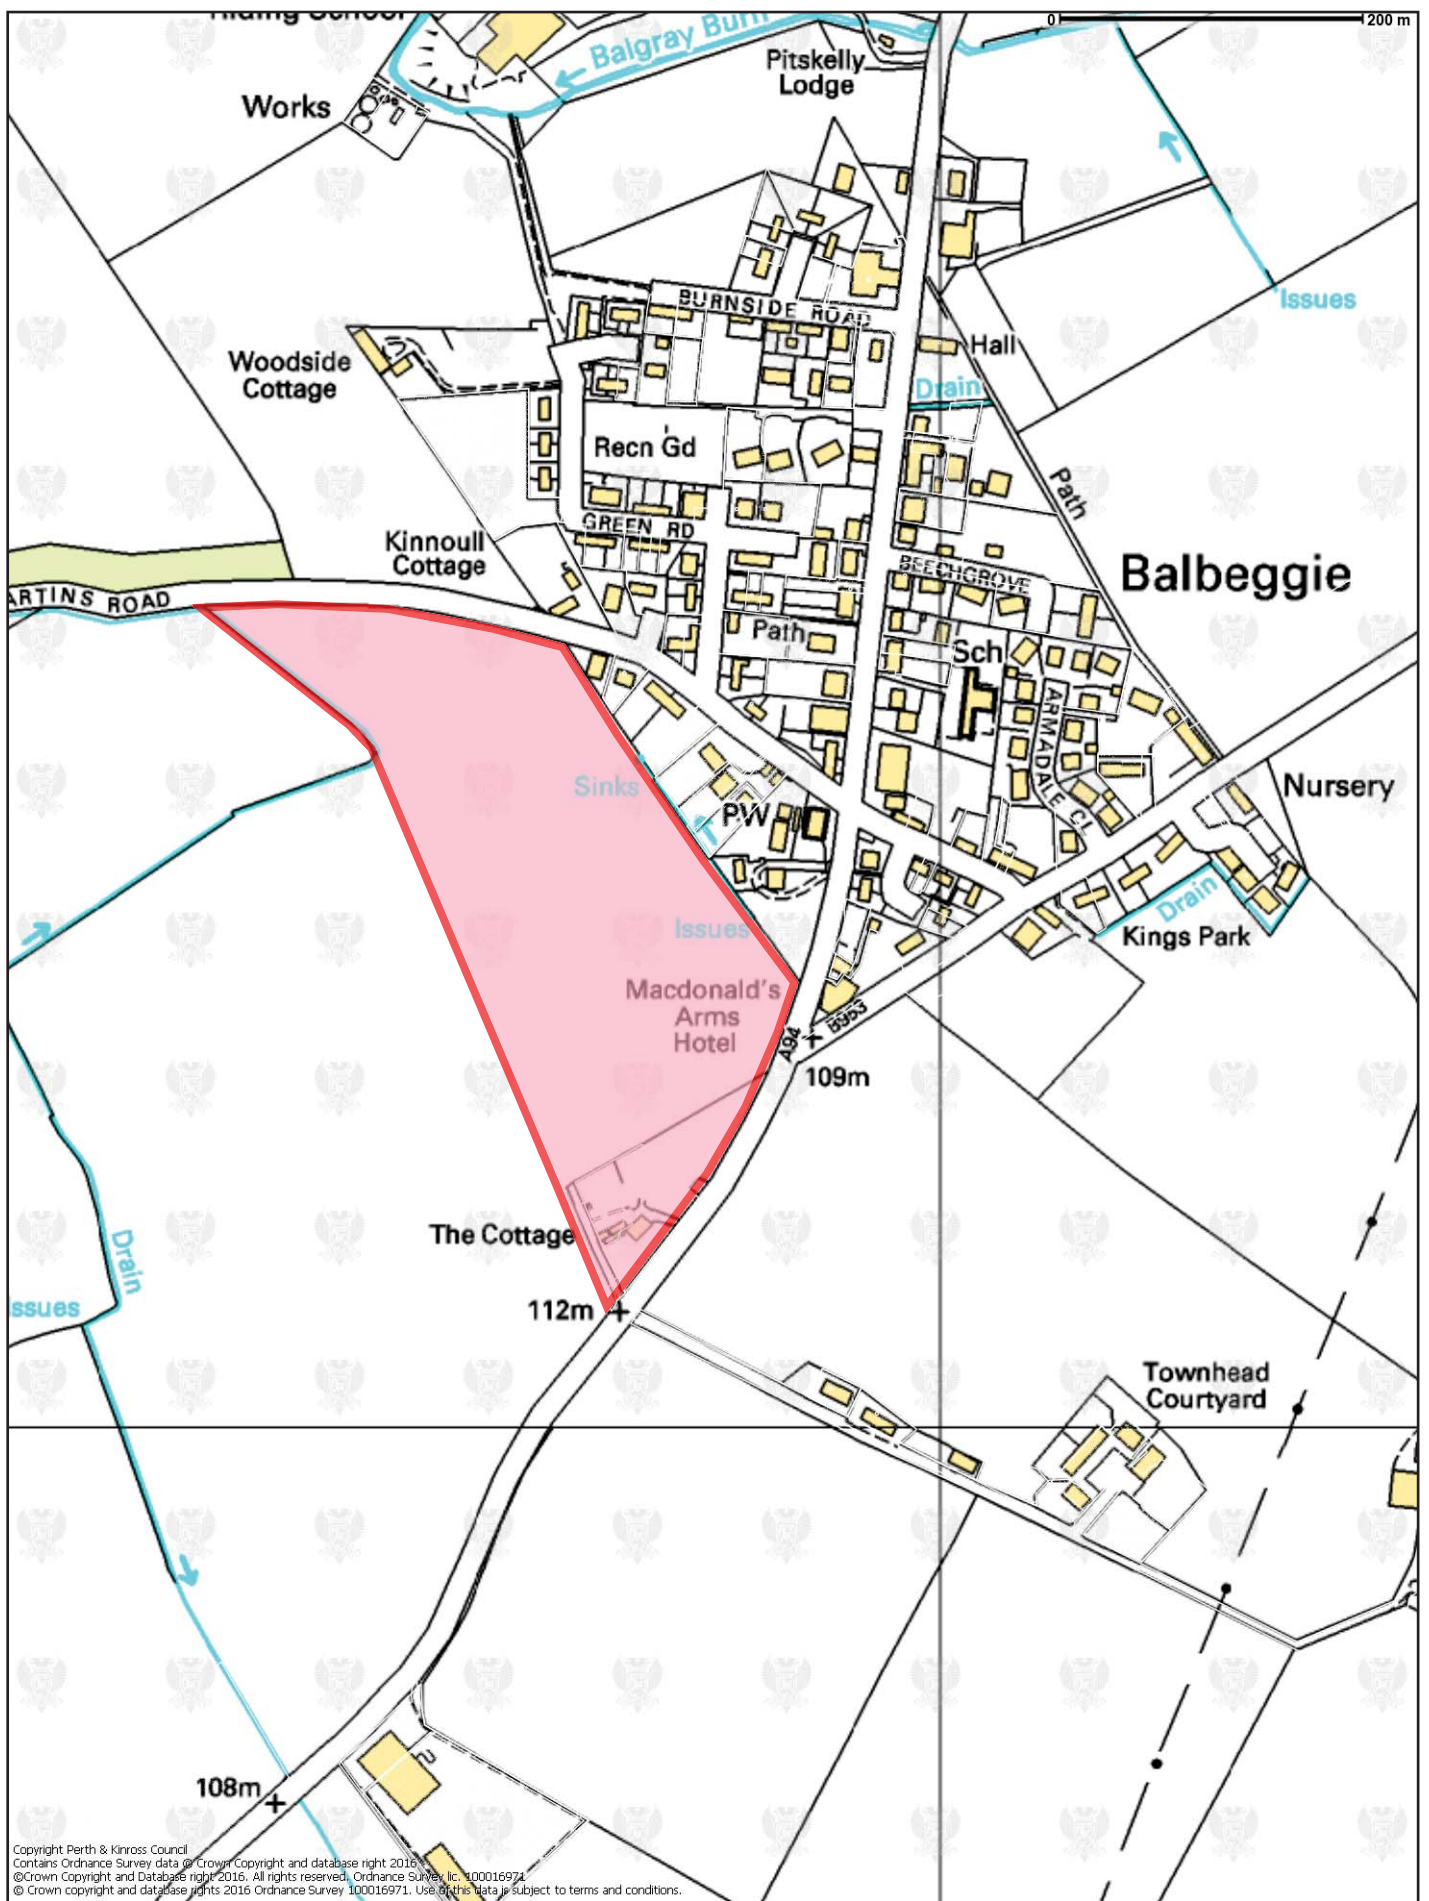 Riding School
0
200 m
Balgray Burn
Pitskelly
Lodge
Works
Issues
BURNSIDE ROAD
Hall
Woodside
Cottage
Drain
Recn Gd
Path
GREEN RD
Kinnoull
Cottage
BEECHGROVE
Balbeggie
ARTINS ROAD
Path
Sch
ARMADALE CL
Sinks
Nursery
PW
Drain
Issues
Kings Park
Macdonald's
Arms
Hotel
A94
B953
109m
The Cottage
Drain
ssues
112m
Townhead
Courtyard
108m
Copyright Perth & Kinross Council
Contains Ordnance Survey data © Crown Copyright and database right 2016
©Crown Copyright and Database right 2016. All rights reserved. Ordnance Survey lic. 100016971
© Crown copyright and database rights 2016 Ordnance Survey 100016971. Use of this data is subject to terms and conditions.